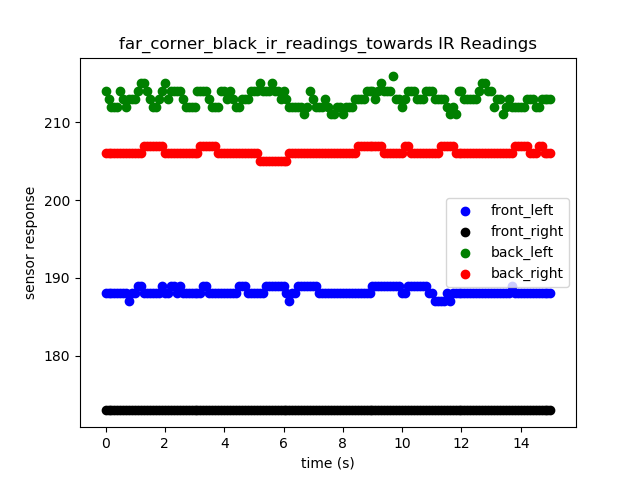 far_corner_black_ir_readings_towards IR Readings
sensor response
210
200
190
180
front_left
front_right
back_left
back_right
0 2 4 6 8 10 12 14
time (s)